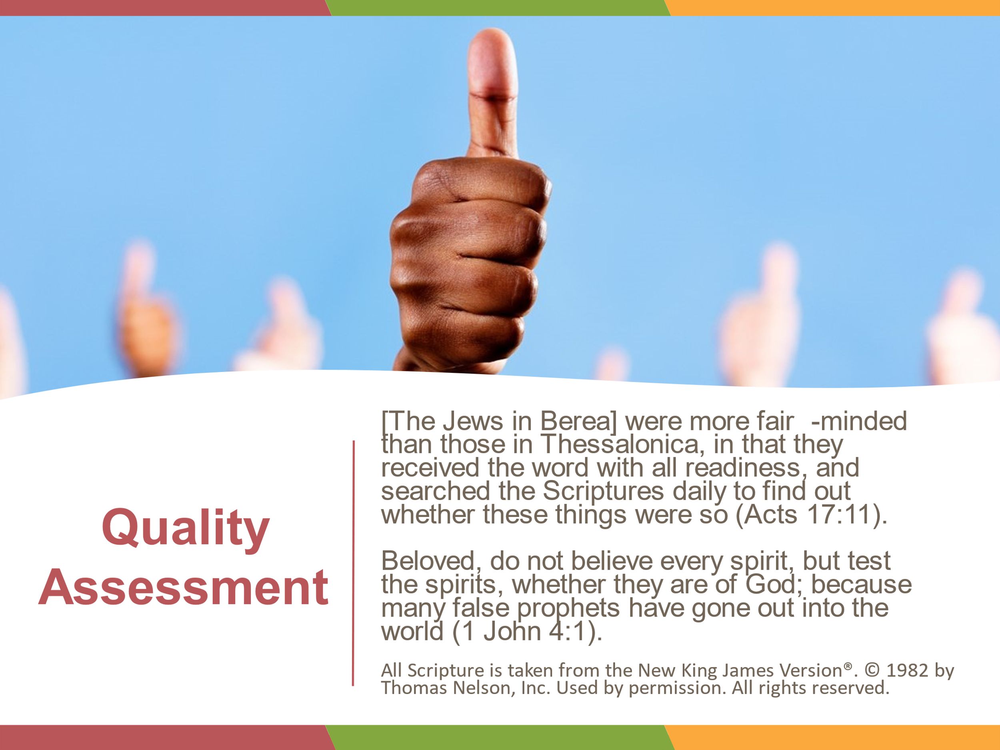 Quality
Assessment
[The Jews in Berea] were more fair -minded
than those in Thessalonica, in that they
received the word with all readiness, and
searched the Scriptures daily to find out
whether these things were so (Acts 17:11).
Beloved, do not believe every spirit, but test
the spirits, whether they are of God; because
many false prophets have gone out into the
world (1 John 4:1).
All Scripture is taken from the New King James Version®. © 1982 by
Thomas Nelson, Inc. Used by permission. All rights reserved.